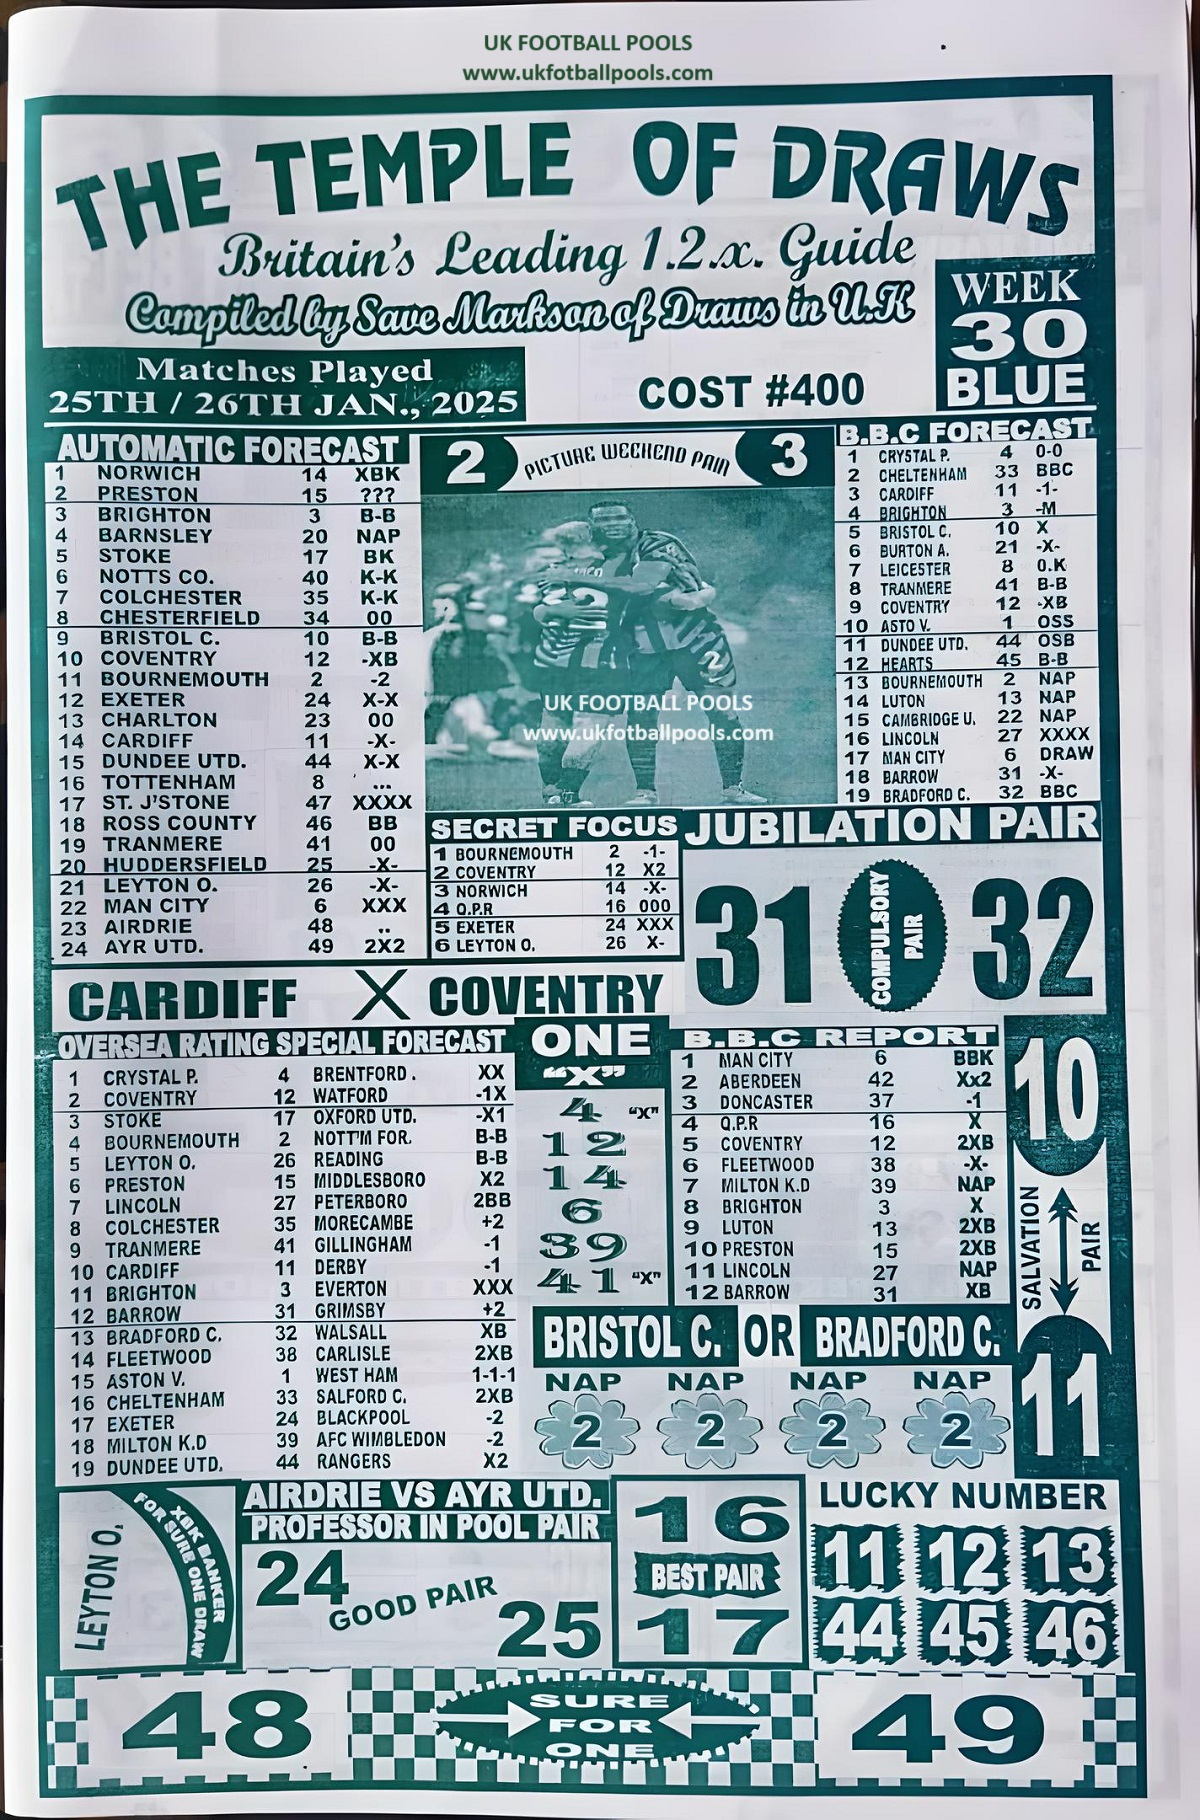 UK FOOTBALL POOLS
www.ukfotballpools.com
THE TEMPLE OF DRAWS
Britain's Leading 1.2.x. Guide
Compiled by Save Markson of Draws in U.K
WEEK
30
BLUE
Matches Played
25TH / 26TH JAN., 2025
COST #400
AUTOMATIC FORECAST
1 NORWICH 14 XBK
2 PRESTON 15 ???
3 BRIGHTON 3 B-B
4 BARNSLEY 20 NAP
5 STOKE 17 BK
6 NOTTS CO. 40 K-K
7 COLCHESTER 35 K-K
8 CHESTERFIELD 34 00
9 BRISTOL C. 10 B-B
10 COVENTRY 12 -XB
11 BOURNEMOUTH 2 -2
12 EXETER 24 X-X
13 CHARLTON 23 00
14 CARDIFF 11 -X-
15 DUNDEE UTD. 44 X-X
16 TOTTENHAM 8 ...
17 ST. J'STONE 47 XXXX
18 ROSS COUNTY 46 BB
19 TRANMERE 41 00
20 HUDDERSFIELD 25 -X-
21 LEYTON O. 26 -X-
22 MAN CITY 6 XXX
23 AIRDRIE 48 ..
24 AYR UTD. 49 2X2
2 PICTURE WEEKEND PAIR 3
UK FOOTBALL POOLS
www.ukfotballpools.com
B.B.C FORECAST
1 CRYSTAL P. 4 0-0
2 CHELTENHAM 33 BBC
3 CARDIFF 11 -1-
4 BRIGHTON 3 -M
5 BRISTOL C. 10 X
6 BURTON A. 21 -X-
7 LEICESTER 8 0.K
8 TRANMERE 41 B-B
9 COVENTRY 12 -XB
10 ASTO V. 1 OSS
11 DUNDEE UTD. 44 OSB
12 HEARTS 45 B-B
13 BOURNEMOUTH 2 NAP
14 LUTON 13 NAP
15 CAMBRIDGE U. 22 NAP
16 LINCOLN 27 XXXX
17 MAN CITY 6 DRAW
18 BARROW 31 -X-
19 BRADFORD C. 32 BBC
SECRET FOCUS
1 BOURNEMOUTH 2 -1-
2 COVENTRY 12 X2
3 NORWICH 14 -X-
4 Q.P.R 16 000
5 EXETER 24 XXX
6 LEYTON O. 26 X-
JUBILATION PAIR
31 COMPULSORY PAIR 32
CARDIFF X COVENTRY
OVERSEA RATING SPECIAL FORECAST
1 CRYSTAL P. 4 BRENTFORD . XX
2 COVENTRY 12 WATFORD -1X
3 STOKE 17 OXFORD UTD. -X1
4 BOURNEMOUTH 2 NOTT'M FOR. B-B
5 LEYTON O. 26 READING B-B
6 PRESTON 15 MIDDLESBORO X2
7 LINCOLN 27 PETERBORO 2BB
8 COLCHESTER 35 MORECAMBE +2
9 TRANMERE 41 GILLINGHAM -1
10 CARDIFF 11 DERBY -1
11 BRIGHTON 3 EVERTON XXX
12 BARROW 31 GRIMSBY +2
13 BRADFORD C. 32 WALSALL XB
14 FLEETWOOD 38 CARLISLE 2XB
15 ASTON V. 1 WEST HAM 1-1-1
16 CHELTENHAM 33 SALFORD C. 2XB
17 EXETER 24 BLACKPOOL -2
18 MILTON K.D 39 AFC WIMBLEDON -2
19 DUNDEE UTD. 44 RANGERS X2
ONE
"X"
4 "X"
12
14
6
39
41 "X"
B.B.C REPORT
1 MAN CITY 6 BBK
2 ABERDEEN 42 Xx2
3 DONCASTER 37 -1
4 Q.P.R 16 X
5 COVENTRY 12 2XB
6 FLEETWOOD 38 -X-
7 MILTON K.D 39 NAP
8 BRIGHTON 3 X
9 LUTON 13 2XB
10 PRESTON 15 2XB
11 LINCOLN 27 NAP
12 BARROW 31 XB
10
SALVATION PAIR
11
BRISTOL C. OR BRADFORD C.
NAP NAP NAP NAP
2 2 2 2
LEYTON O.
XBK BANKER
FOR SURE ONE DRAW
AIRDRIE VS AYR UTD.
PROFESSOR IN POOL PAIR
24 GOOD PAIR 25
16
BEST PAIR
17
LUCKY NUMBER
11 12 13
44 45 46
48 SURE FOR ONE 49